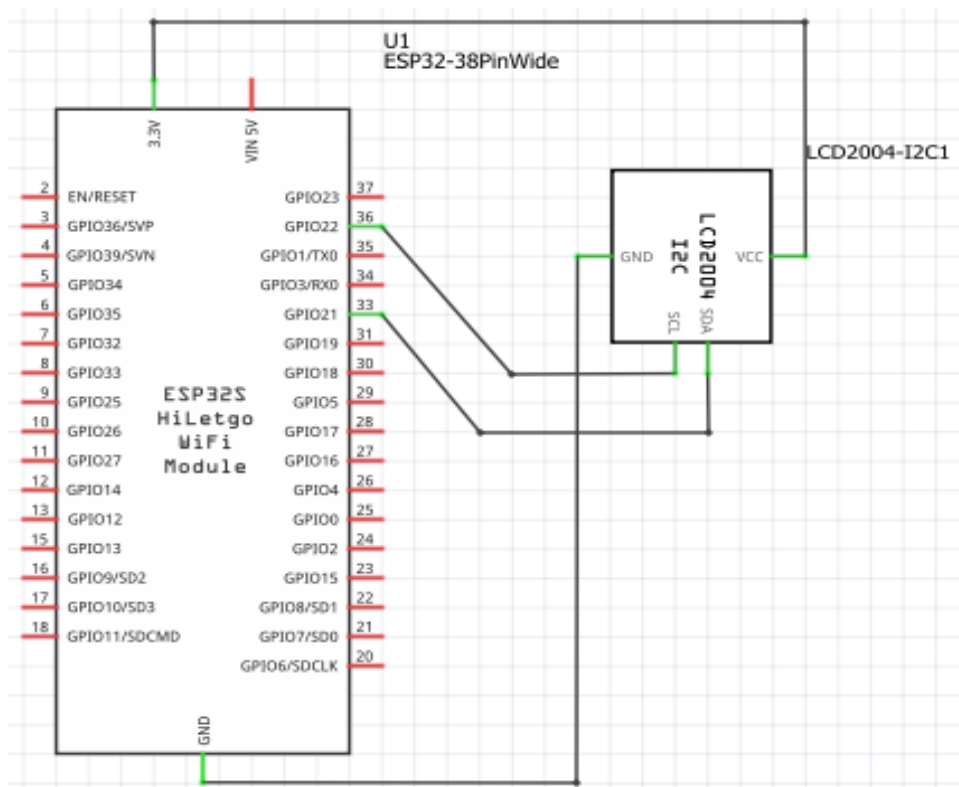 U1
ESP32-38PinWide
3.3V
VIN 5V
LCD2004-I2C1
2 EN/RESET
3 GPIO36/SVP
4 GPIO39/SVN
5 GPIO34
6 GPIO35
7 GPIO32
8 GPIO33
9 GPIO25
10 GPIO26
11 GPIO27
12 GPIO14
13 GPIO12
15 GPIO13
16 GPIO9/SD2
17 GPIO10/SD3
18 GPIO11/SDCMD
ESP32S
HiLetgo
WiFi
Module
GPIO23 37
GPIO22 36
GPIO1/TX0 35
GPIO3/RX0 34
GPIO21 33
GPIO19 31
GPIO18 30
GPIO5 29
GPIO17 28
GPIO16 27
GPIO4 26
GPIO0 25
GPIO2 24
GPIO15 23
GPIO8/SD1 22
GPIO7/SD0 21
GPIO6/SDCLK 20
GND
GND
LCD2004
I2C
VCC
SCL
SDA